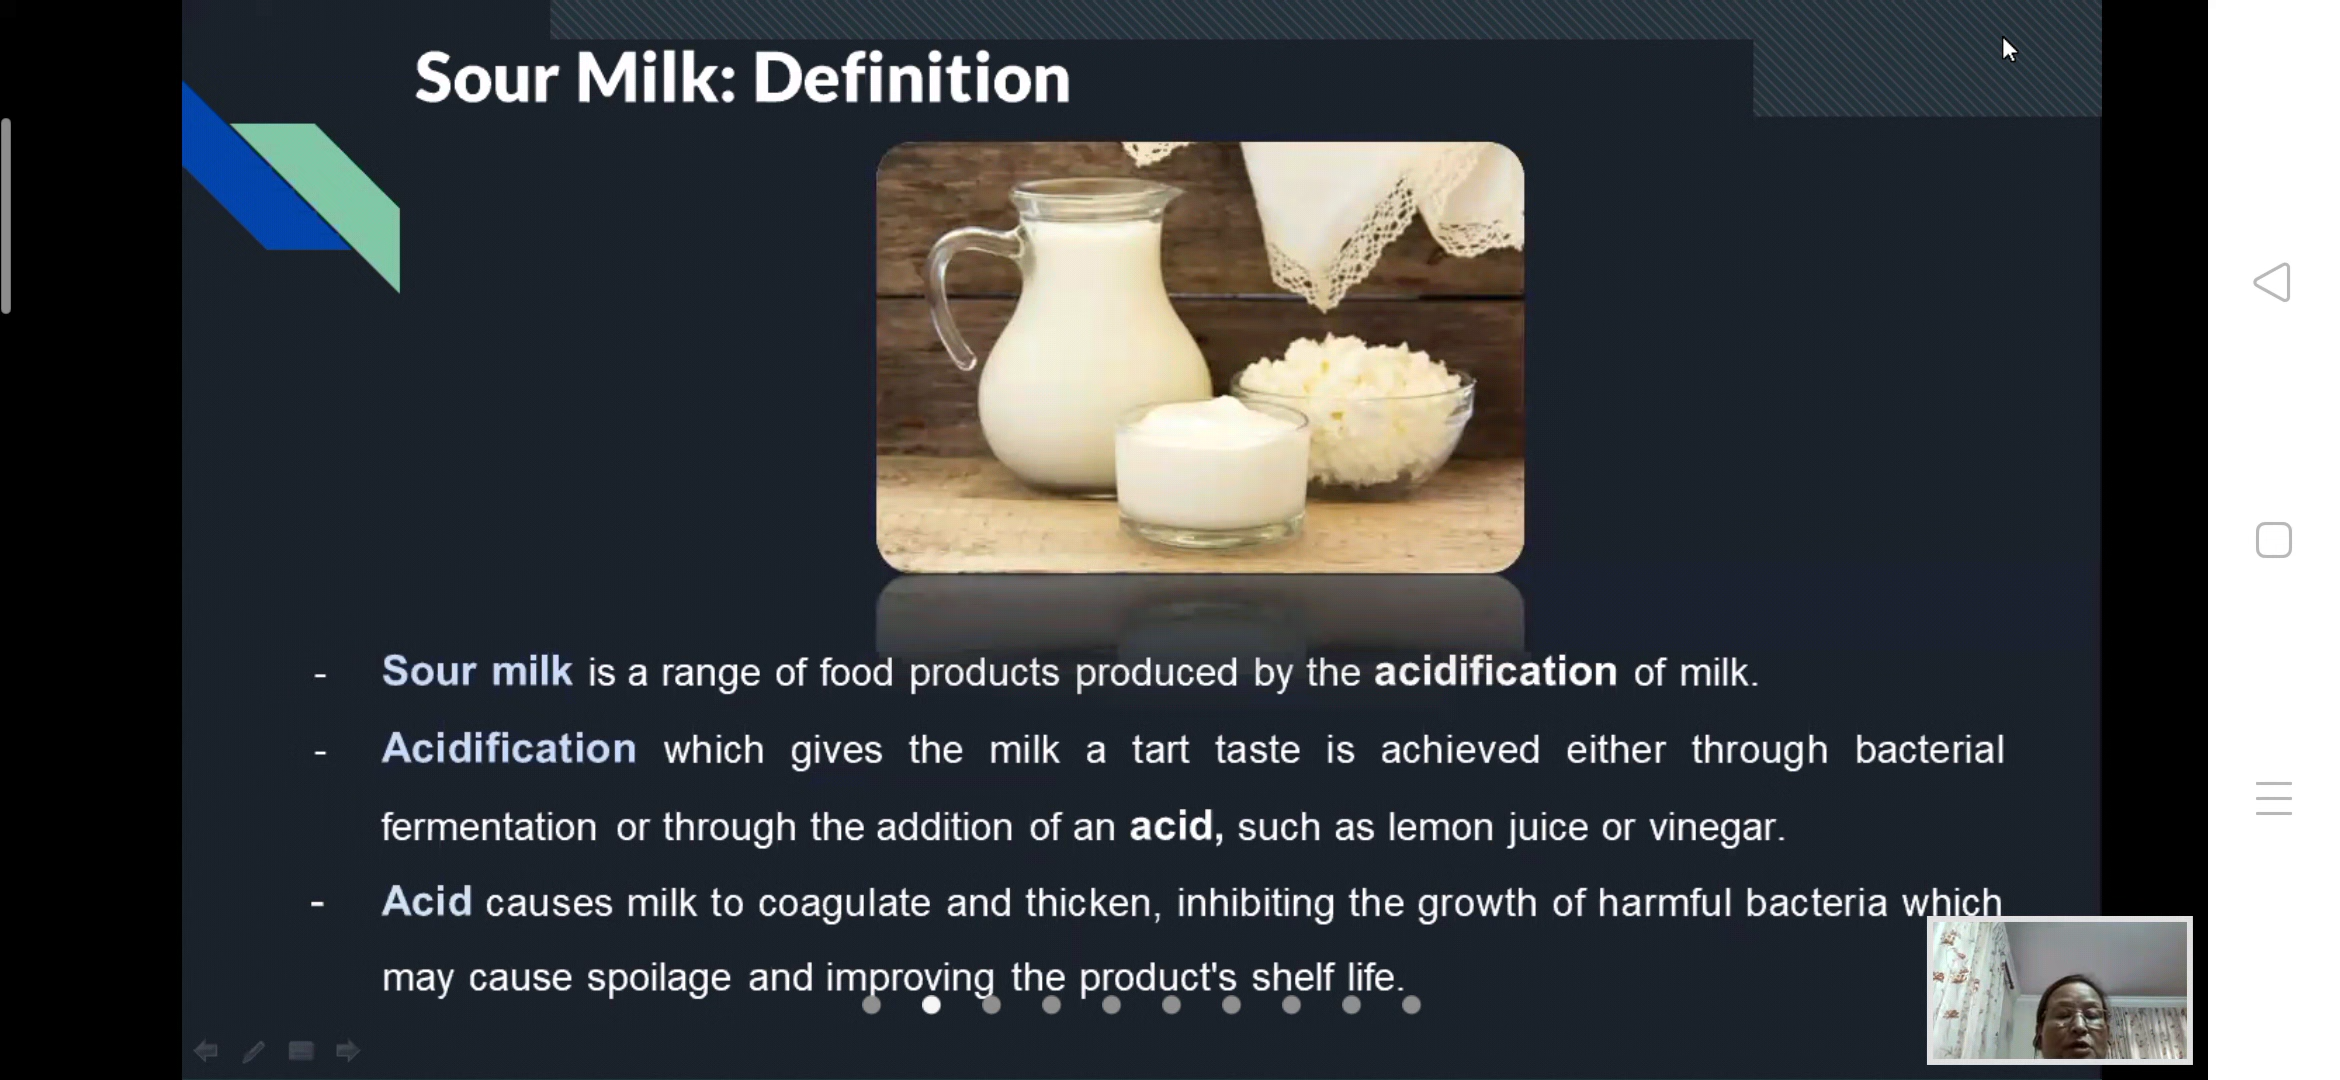 Sour Milk: Definition
- Sour milk is a range of food products produced by the acidification of milk.
- Acidification which gives the milk a tart taste is achieved either through bacterial
fermentation or through the addition of an acid, such as lemon juice or vinegar.
- Acid causes milk to coagulate and thicken, inhibiting the growth of harmful bacteria which
may cause spoilage and improving the product's shelf life.